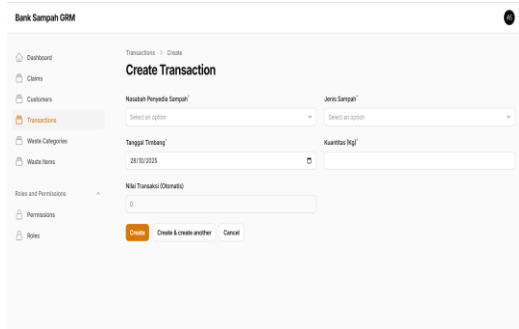 Bank Sampah GRM
AS
Dashboard
Claims
Customers
Transactions
Waste Categories
Waste Items
Roles and Permissions
Permissions
Roles
Transactions > Create
Create Transaction
Nasabah Penyedia Sampah*
Select an option
Jenis Sampah*
Select an option
Tanggal Timbang*
28/10/2025
Kuantitas (Kg)*
Nilai Transaksi (Otomatis)
0
Create
Create & create another
Cancel